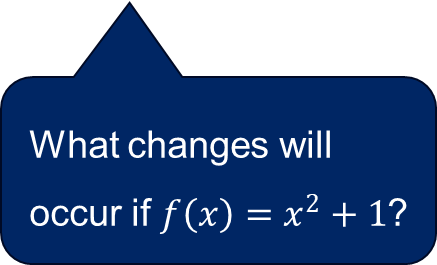 What changes will
occur if f(x) = x² + 1?